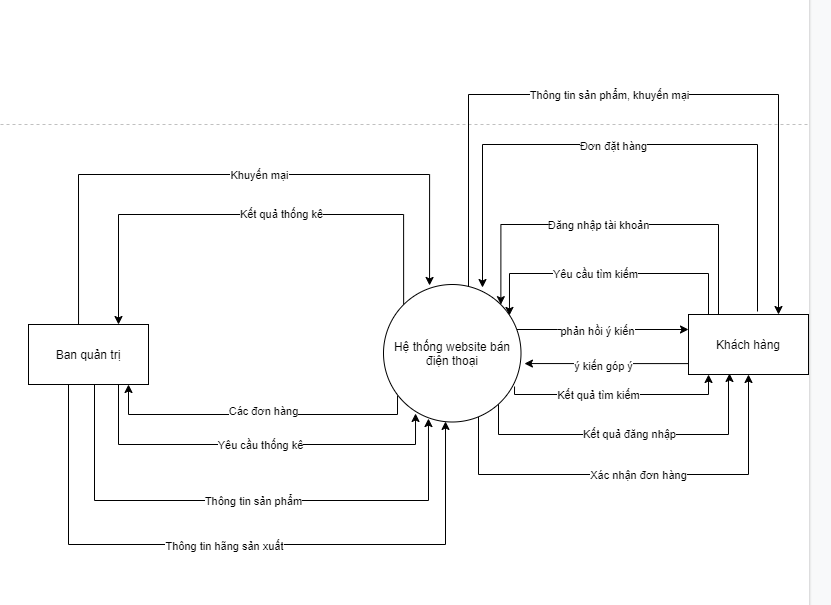 Thông tin sản phẩm, khuyến mại
Đơn đặt hàng
Khuyến mại
Kết quả thống kê
Đăng nhập tài khoản
Yêu cầu tìm kiếm
phản hồi ý kiến
Ban quản trị
Hệ thống website bán
điện thoại
Khách hàng
ý kiến góp ý
Kết quả tìm kiếm
Các đơn hàng
Kết quả đăng nhập
Yêu cầu thống kê
Xác nhận đơn hàng
Thông tin sản phẩm
Thông tin hãng sản xuất